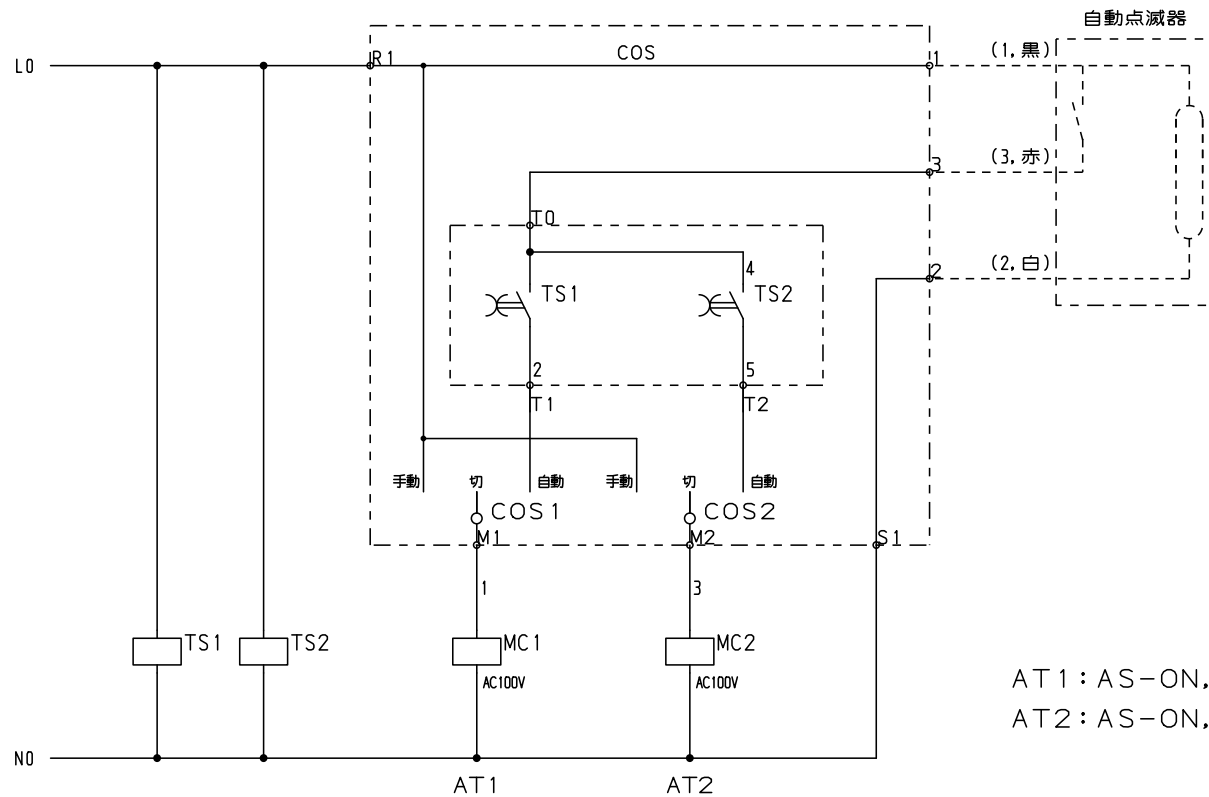 自動点滅器
COS
(1,黒)
L0
R1
1
(3,赤)
3
T0
(2,白)
2
4
TS1
TS2
2
5
T1
T2
手動
切
自動
手動
切
自動
COS1
COS2
M1
M2
S1
1
3
TS1
TS2
MC1
MC2
AC100V
AC100V
AT1:AS-ON,
AT2:AS-ON,
N0
AT1
AT2